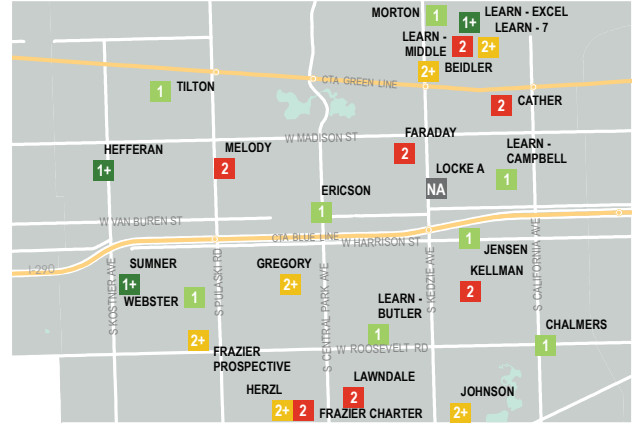 MORTON
1
LEARN - EXCEL
1+
LEARN - 7
LEARN -
MIDDLE
2
2+
2+
BEIDLER
CTA GREEN LINE
1
TILTON
2
CATHER
W MADISON ST
HEFFERAN
1+
MELODY
2
FARADAY
2
LEARN -
CAMPBELL
LOCKE A
NA
1
ERICSON
1
W VAN BUREN ST
CTA BLUE LINE
W HARRISON ST
1
JENSEN
I-290
SUMNER
1+
WEBSTER
1
GREGORY
2+
KELLMAN
2
S KOSTNER AVE
S PULASKI RD
S CENTRAL PARK AVE
S KEDZIE AVE
S CALIFORNIA AVE
LEARN -
BUTLER
1
CHALMERS
1
2+
FRAZIER
PROSPECTIVE
W ROOSEVELT RD
HERZL
2+
2
FRAZIER CHARTER
LAWNDALE
2
JOHNSON
2+